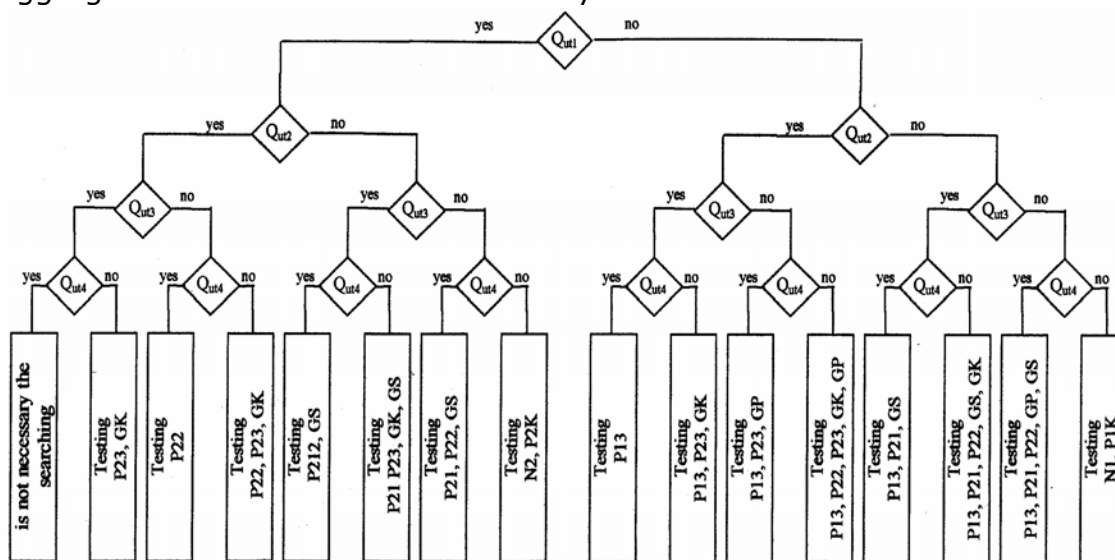 yes
no
Qut1
yes
no
yes
no
Qut2
Qut2
yes
no
yes
no
yes
no
yes
no
Qut3
Qut3
Qut3
Qut3
yes
no
yes
no
yes
no
yes
no
yes
no
yes
no
yes
no
yes
no
Qut4
Qut4
Qut4
Qut4
Qut4
Qut4
Qut4
Qut4
is not necessary the
searching
Testing
P23, GK
Testing
P22
Testing
P22, P23, GK
Testing
P212, GS
Testing
P21 P23, GK, GS
Testing
P21, P22, GS
Testing
N2, P2K
Testing
P13
Testing
P13, P23, GK
Testing
P13, P23, GP
Testing
P13, P22, P23, GK, GP
Testing
P13, P21, GS
Testing
P13, P21, P22, GS, GK
Testing
P13, P21, P22, GP, GS
Testing
N1, P1K